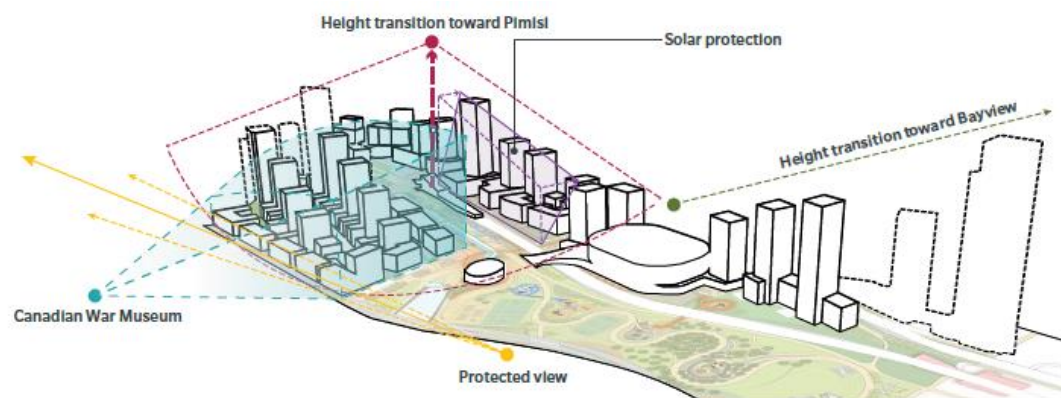 Height transition toward Pimisi
Solar protection
Height transition toward Bayview
Canadian War Museum
Protected view